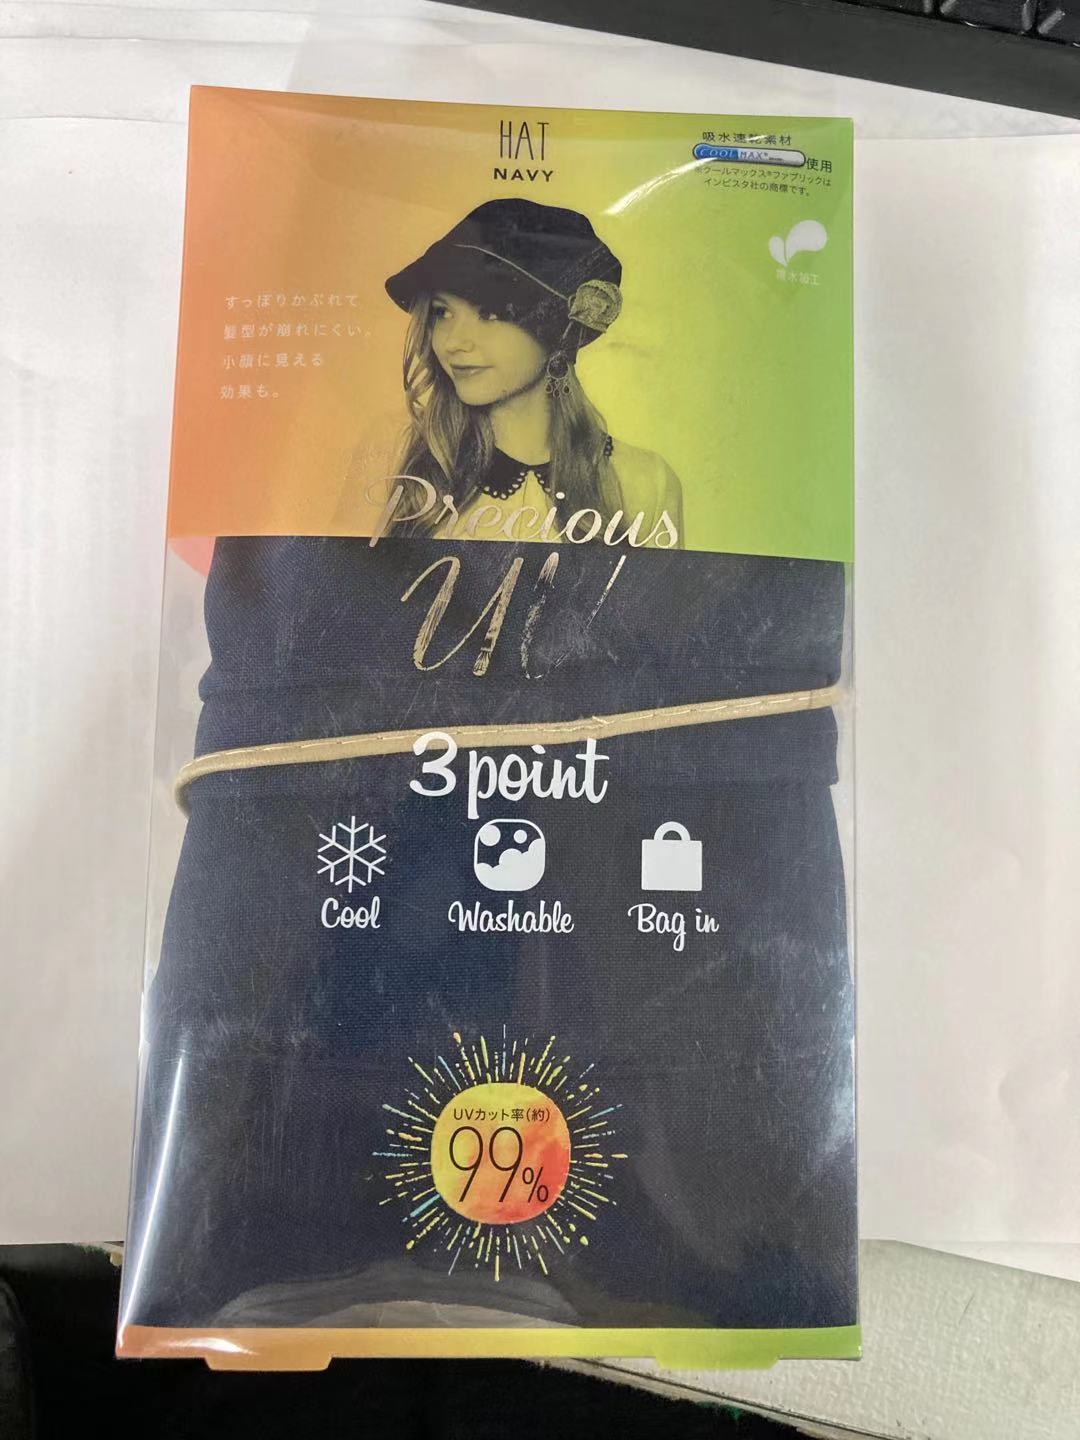 HAT
NAVY
吸水速乾素材
COOLMAX® 使用
※クールマックス®ファブリックは
インビスタ社の商標です。
撥水加工
すっぽりかぶれて
髪型が崩れにくい。
小顔に見える
効果も。
Precious
UV
3 point
Cool
Washable
Bag in
UVカット率(約)
99%